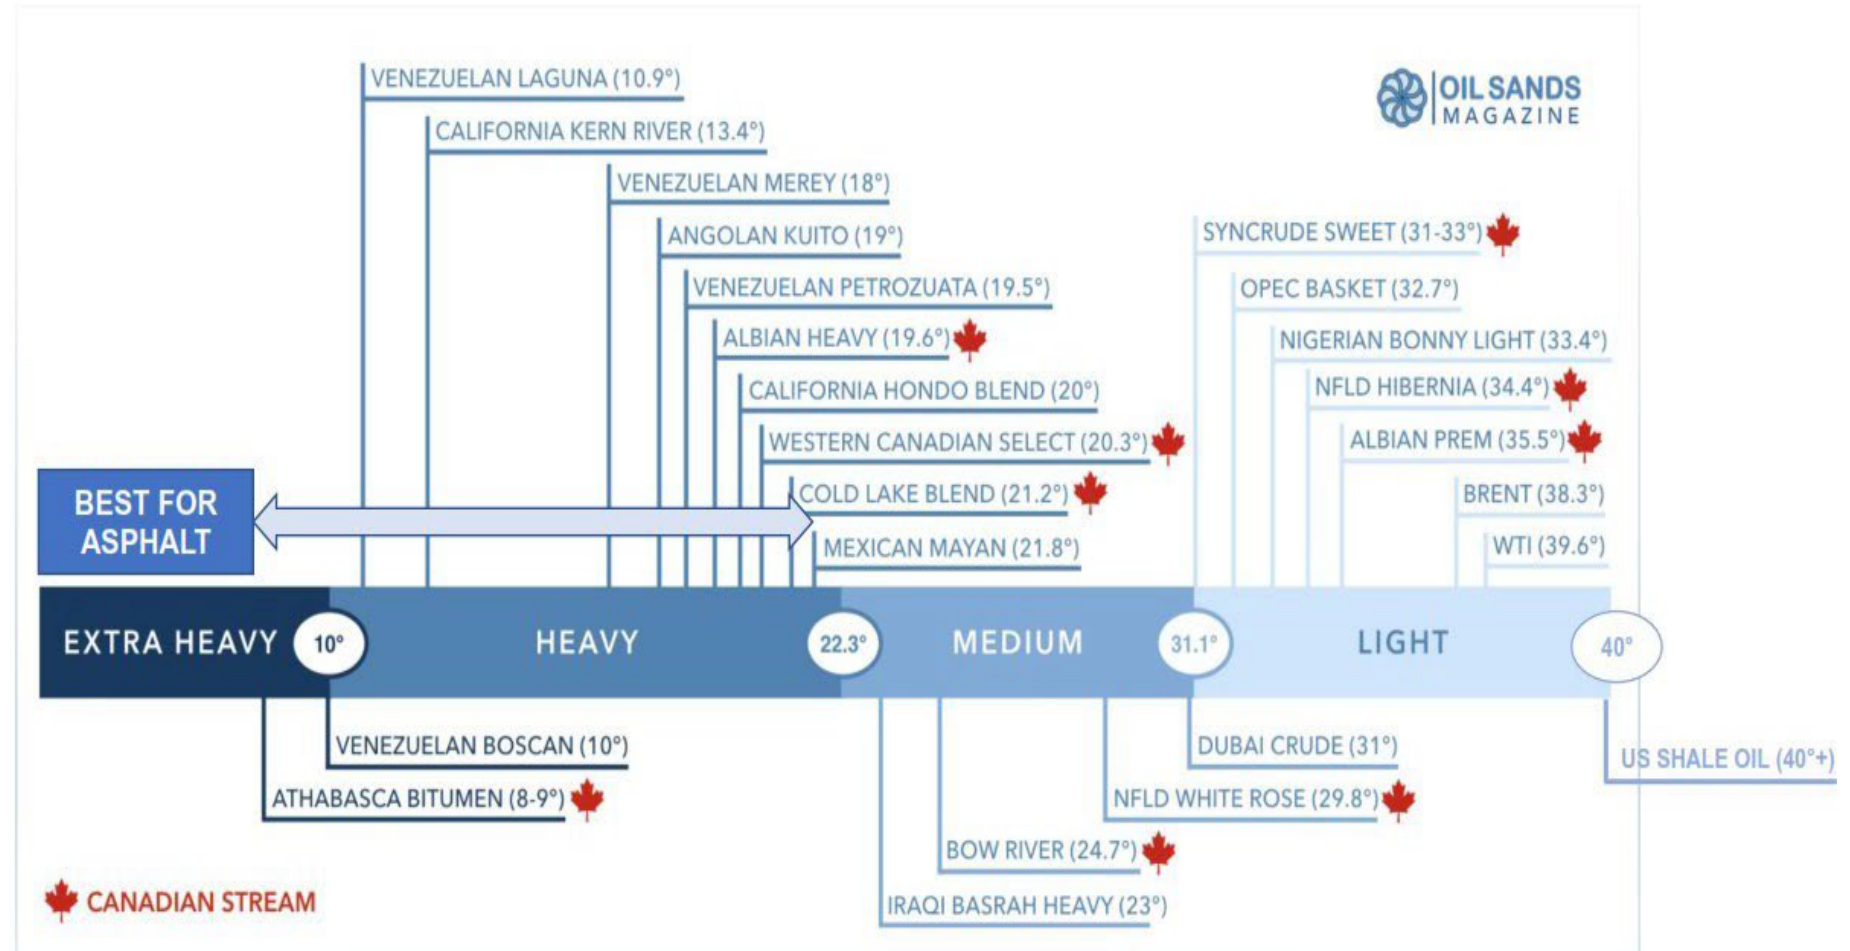 VENEZUELAN LAGUNA (10.9°)
OIL SANDS
MAGAZINE
CALIFORNIA KERN RIVER (13.4°)
VENEZUELAN MEREY (18°)
ANGOLAN KUITO (19°)
SYNCRUDE SWEET (31-33°)
VENEZUELAN PETROZUATA (19.5°)
OPEC BASKET (32.7°)
ALBIAN HEAVY (19.6°)
NIGERIAN BONNY LIGHT (33.4°)
CALIFORNIA HONDO BLEND (20°)
NFLD HIBERNIA (34.4°)
WESTERN CANADIAN SELECT (20.3°)
ALBIAN PREM (35.5°)
COLD LAKE BLEND (21.2°)
BRENT (38.3°)
MEXICAN MAYAN (21.8°)
WTI (39.6°)
BEST FOR
ASPHALT
EXTRA HEAVY 10° HEAVY 22.3° MEDIUM 31.1° LIGHT 40°
VENEZUELAN BOSCAN (10°)
DUBAI CRUDE (31°)
US SHALE OIL (40°+)
ATHABASCA BITUMEN (8-9°)
NFLD WHITE ROSE (29.8°)
BOW RIVER (24.7°)
IRAQI BASRAH HEAVY (23°)
CANADIAN STREAM